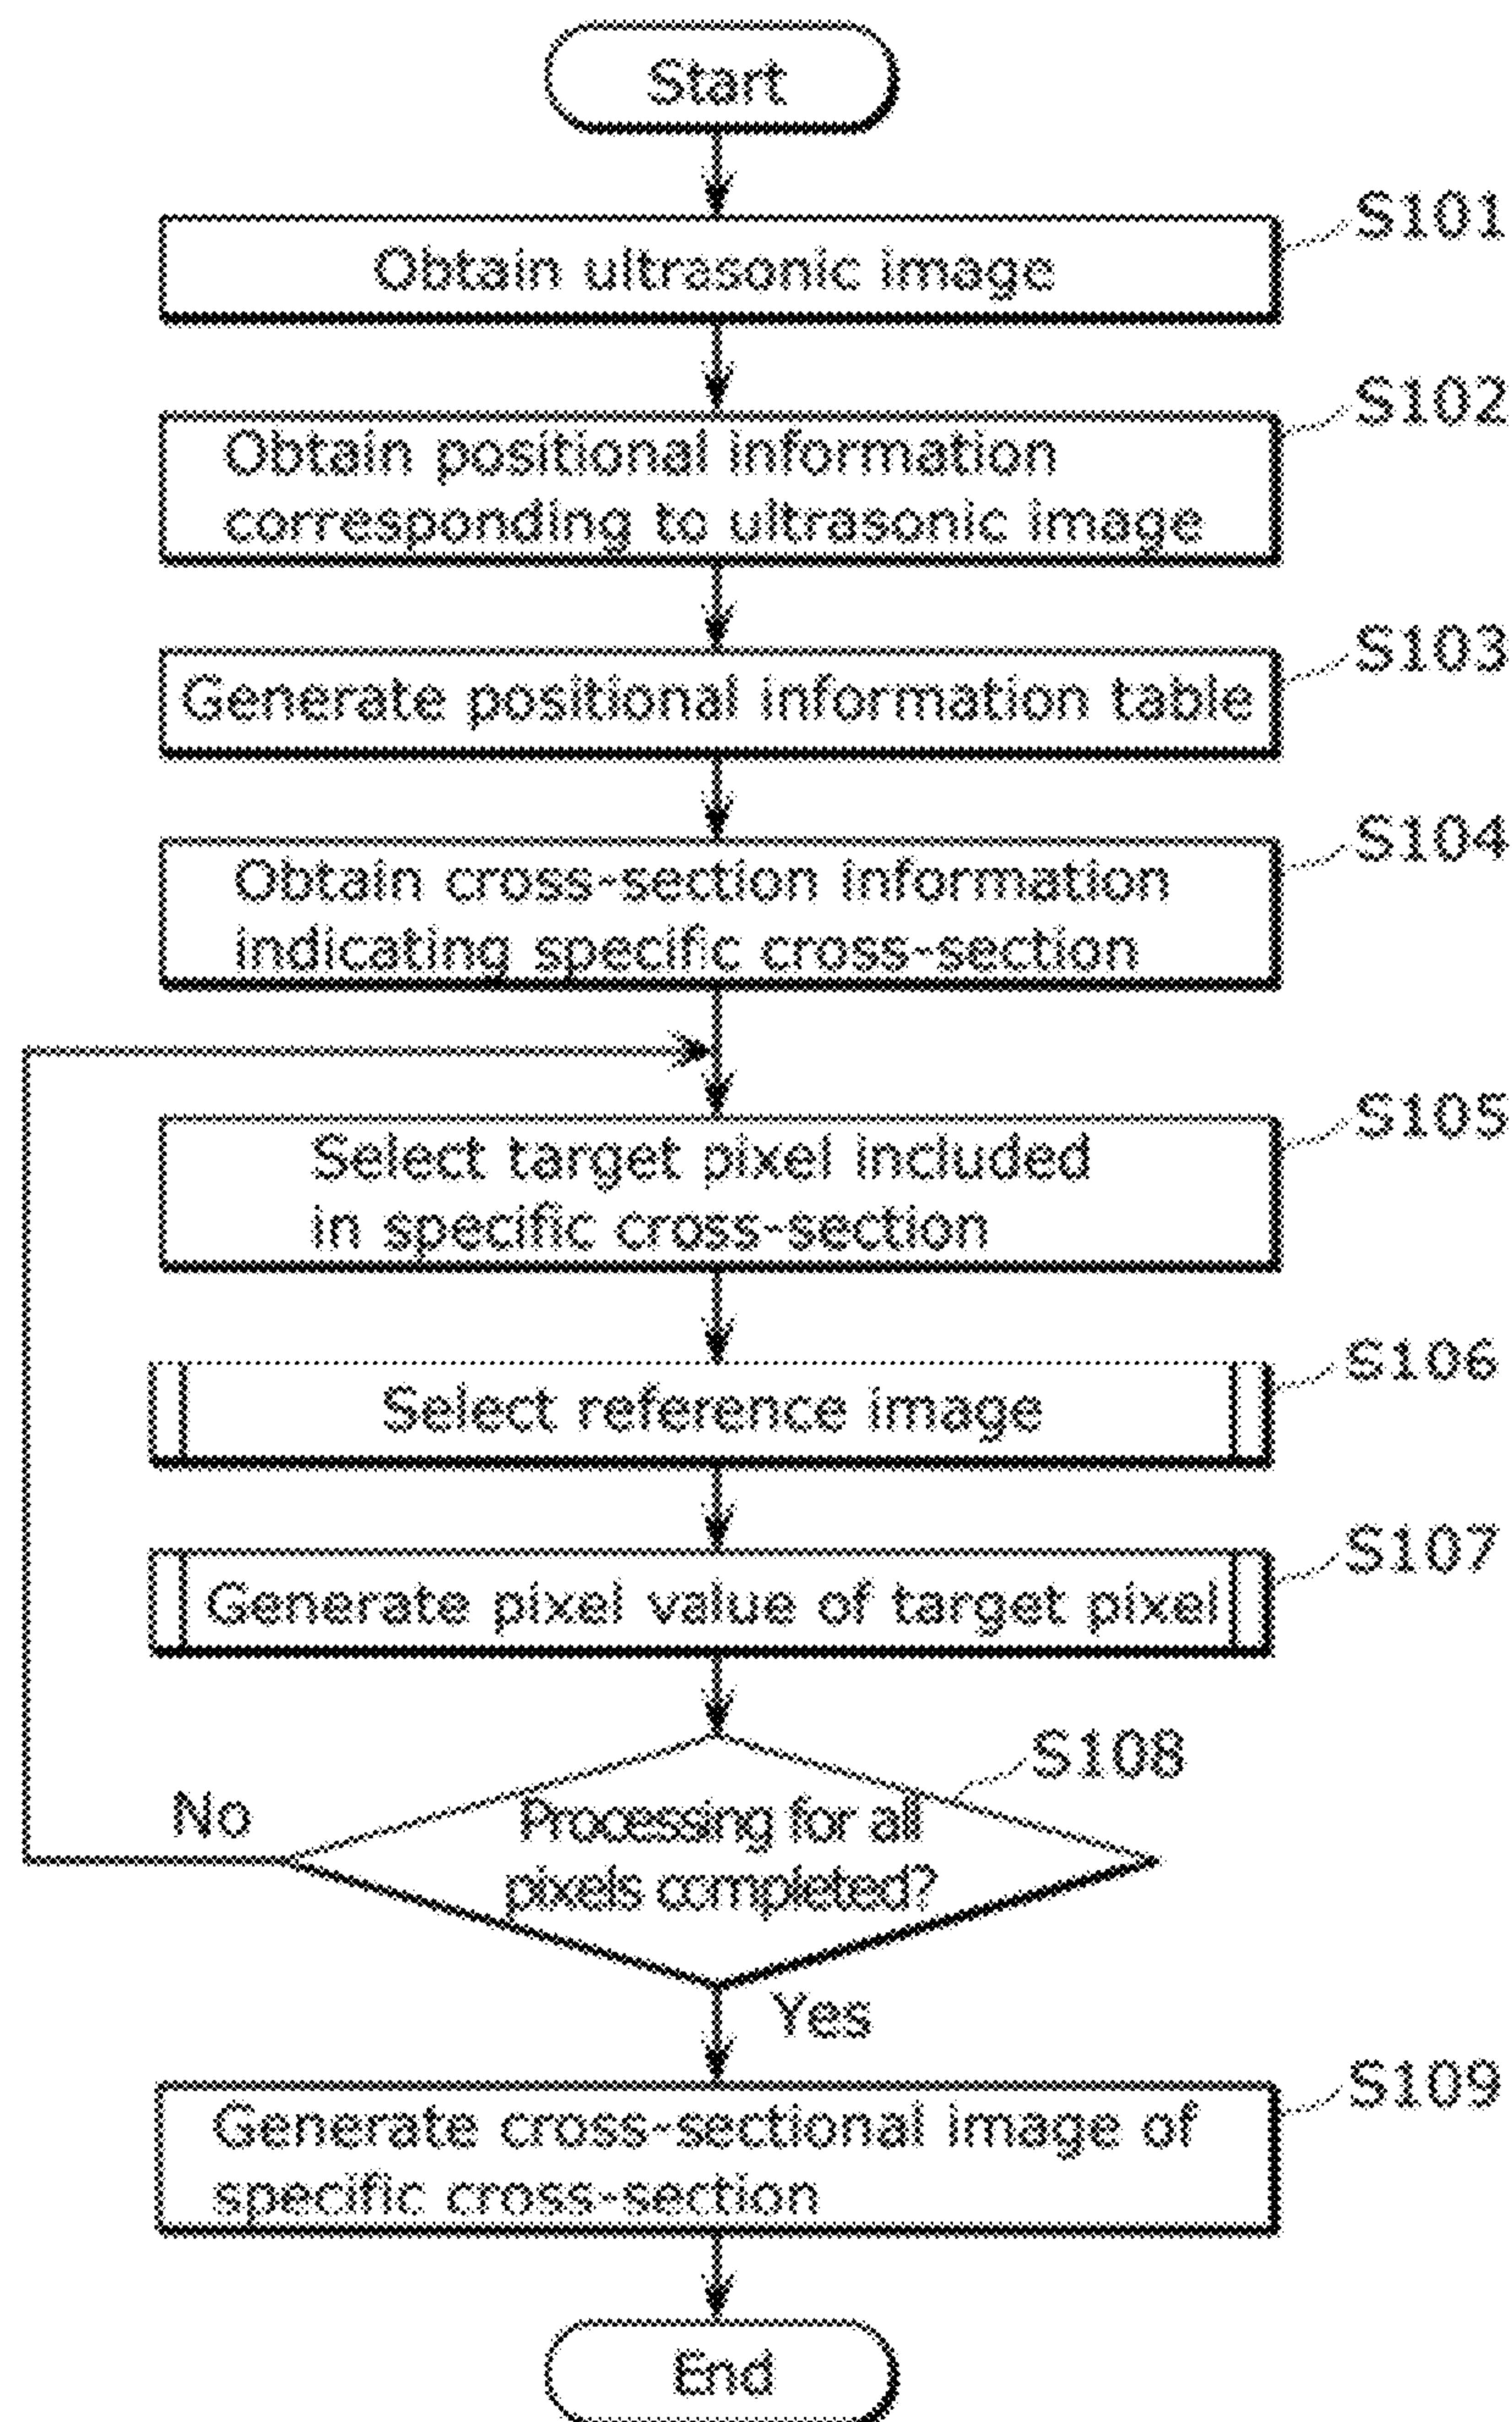 Start
S101
Obtain ultrasonic image
S102
Obtain positional information
corresponding to ultrasonic image
S103
Generate positional information table
S104
Obtain cross-section information
indicating specific cross-section
S105
Select target pixel included
in specific cross-section
S106
Select reference image
S107
Generate pixel value of target pixel
S108
No
Processing for all
pixels completed?
Yes
S109
Generate cross-sectional image of
specific cross-section
End